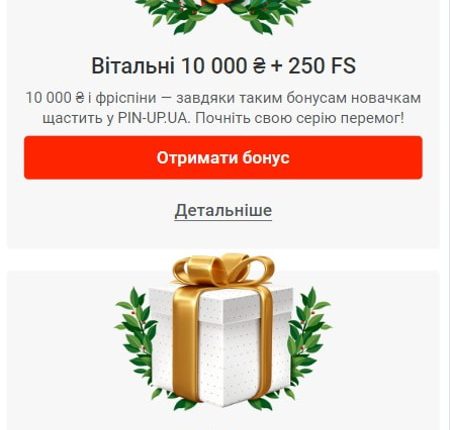 Вітальні 10 000 ₴ + 250 FS
10 000 ₴ і фріспіни — завдяки таким бонусам новачкам
щастить у PIN-UP.UA. Почніть свою серію перемог!
Отримати бонус
Детальніше